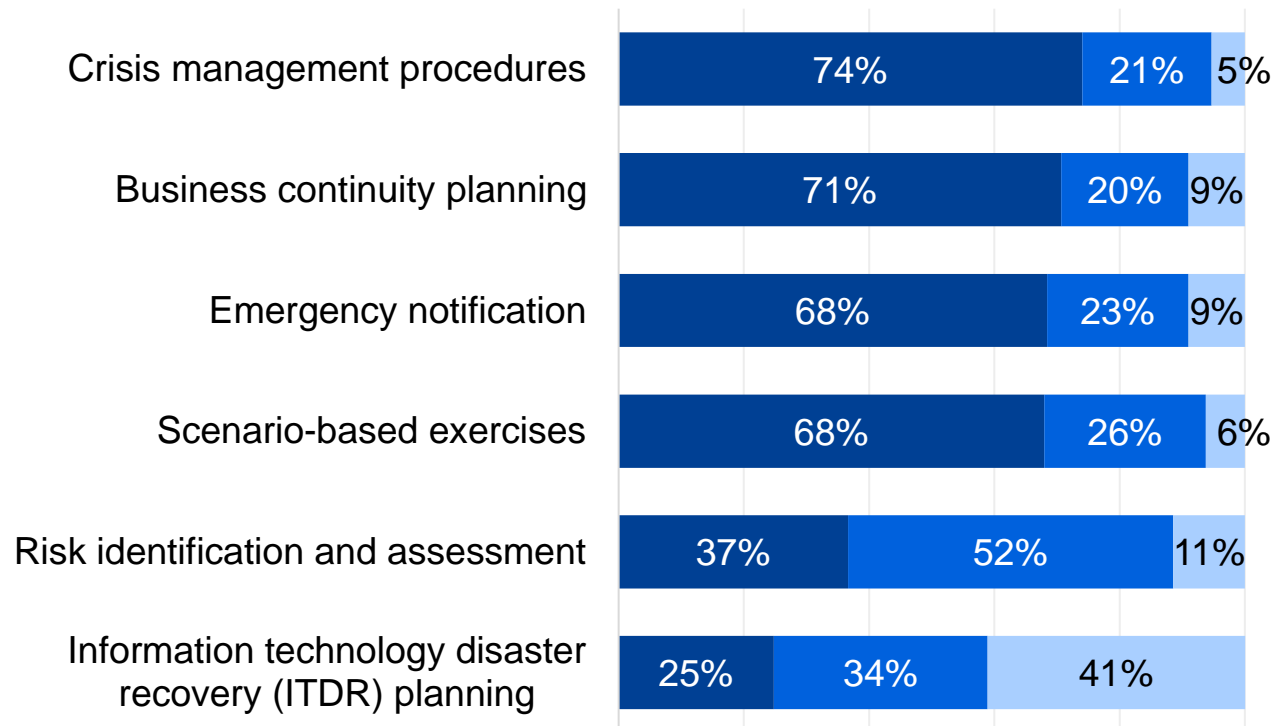 Crisis management procedures 74% 21% 5%
Business continuity planning 71% 20% 9%
Emergency notification 68% 23% 9%
Scenario-based exercises 68% 26% 6%
Risk identification and assessment 37% 52% 11%
Information technology disaster
recovery (ITDR) planning 25% 34% 41%